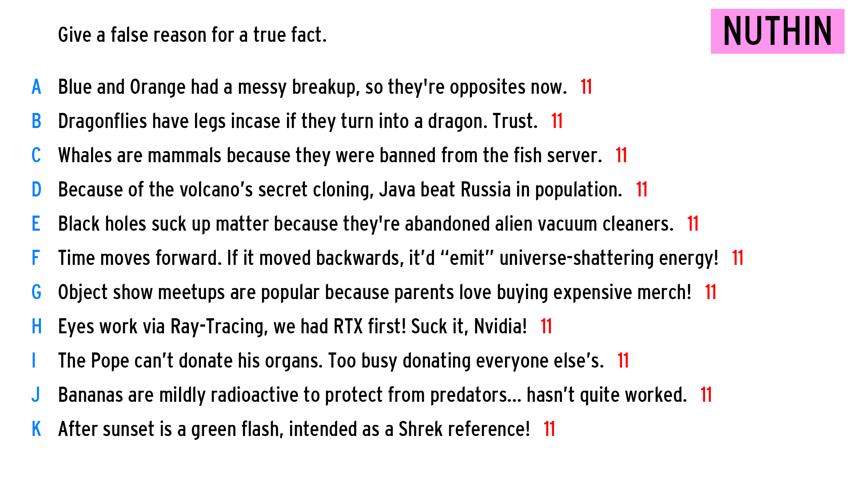 Give a false reason for a true fact.
NUTHIN
A Blue and Orange had a messy breakup, so they're opposites now. 11
B Dragonflies have legs incase if they turn into a dragon. Trust. 11
C Whales are mammals because they were banned from the fish server. 11
D Because of the volcano’s secret cloning, Java beat Russia in population. 11
E Black holes suck up matter because they're abandoned alien vacuum cleaners. 11
F Time moves forward. If it moved backwards, it’d “emit” universe-shattering energy! 11
G Object show meetups are popular because parents love buying expensive merch! 11
H Eyes work via Ray-Tracing, we had RTX first! Suck it, Nvidia! 11
I The Pope can’t donate his organs. Too busy donating everyone else’s. 11
J Bananas are mildly radioactive to protect from predators... hasn’t quite worked. 11
K After sunset is a green flash, intended as a Shrek reference! 11